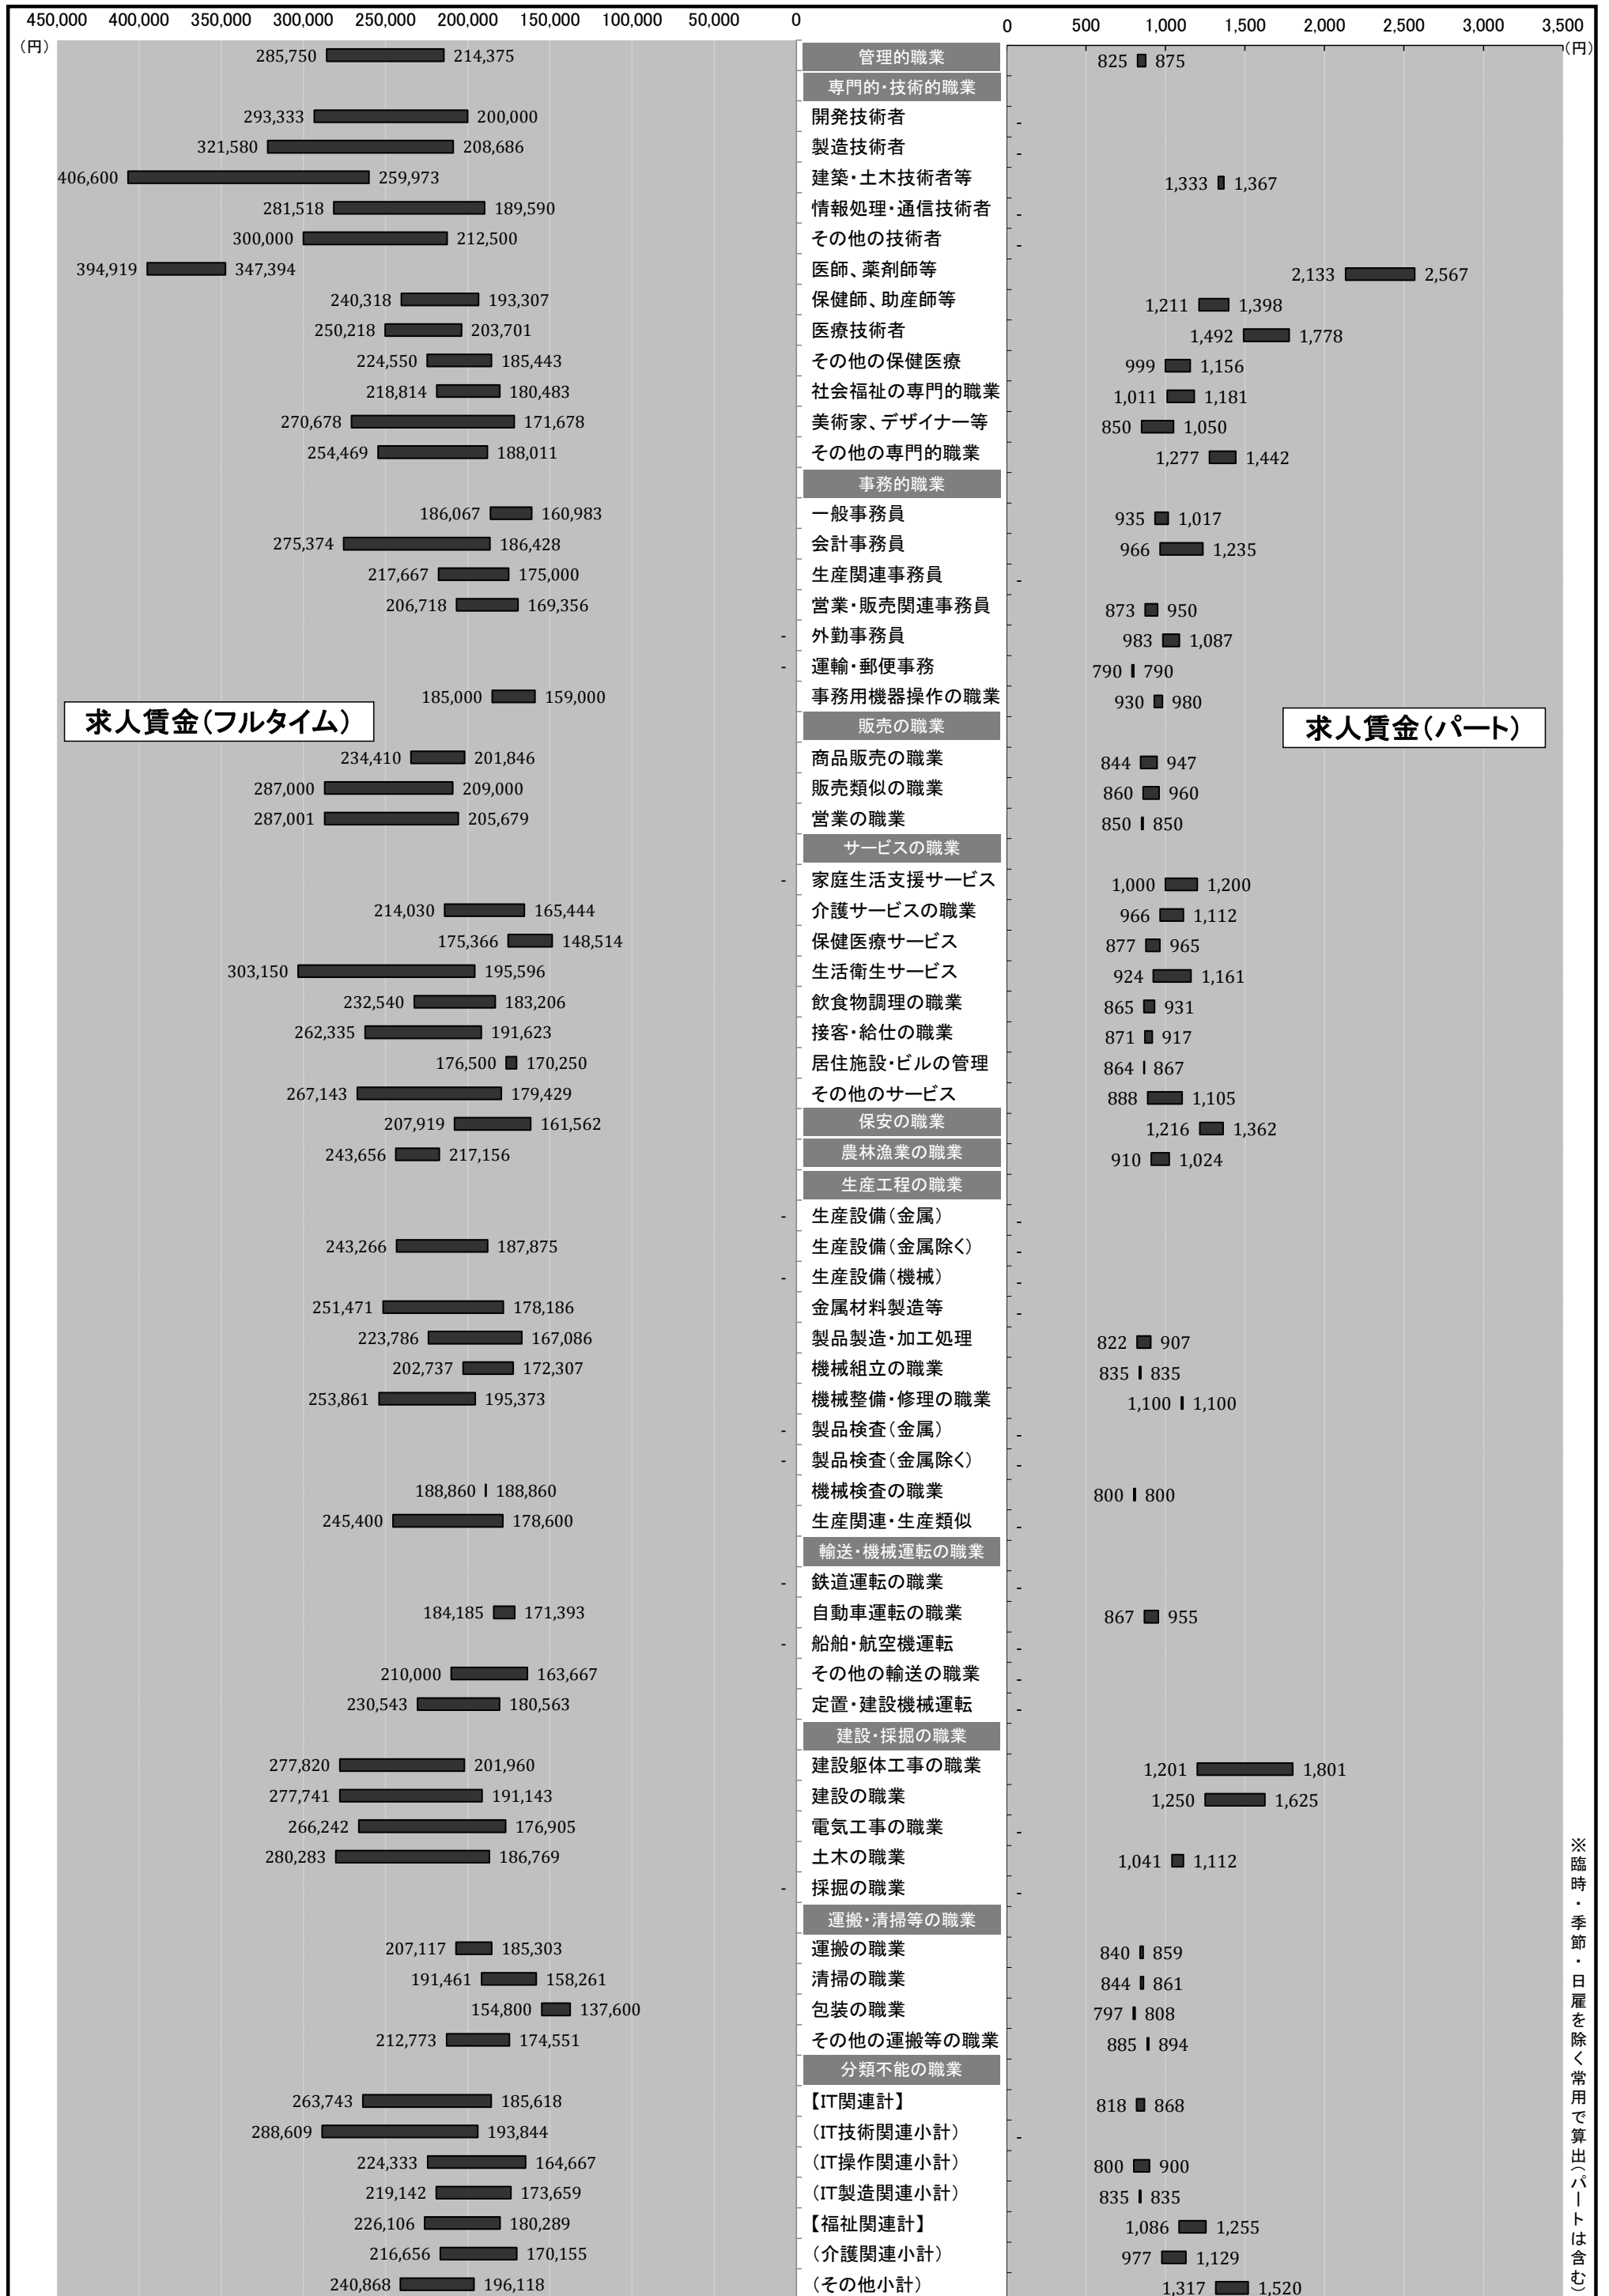 450,000 400,000 350,000 300,000 250,000 200,000 150,000 100,000 50,000 0 0 500 1,000 1,500 2,000 2,500 3,000 3,500
(円) (円)
285,750 214,375 管理的職業 825 875
専門的・技術的職業
293,333 200,000 開発技術者 -
321,580 208,686 製造技術者 -
406,600 259,973 建築・土木技術者等 1,333 1,367
281,518 189,590 情報処理・通信技術者 -
300,000 212,500 その他の技術者 -
394,919 347,394 医師、薬剤師等 2,133 2,567
240,318 193,307 保健師、助産師等 1,211 1,398
250,218 203,701 医療技術者 1,492 1,778
224,550 185,443 その他の保健医療 999 1,156
218,814 180,483 社会福祉の専門的職業 1,011 1,181
270,678 171,678 美術家、デザイナー等 850 1,050
254,469 188,011 その他の専門的職業 1,277 1,442
事務的職業
186,067 160,983 一般事務員 935 1,017
275,374 186,428 会計事務員 966 1,235
217,667 175,000 生産関連事務員 -
206,718 169,356 営業・販売関連事務員 873 950
- 外勤事務員 983 1,087
- 運輸・郵便事務 790 790
185,000 159,000 事務用機器操作の職業 930 980
求人賃金(フルタイム) 販売の職業 求人賃金(パート)
234,410 201,846 商品販売の職業 844 947
287,000 209,000 販売類似の職業 860 960
287,001 205,679 営業の職業 850 850
サービスの職業
- 家庭生活支援サービス 1,000 1,200
214,030 165,444 介護サービスの職業 966 1,112
175,366 148,514 保健医療サービス 877 965
303,150 195,596 生活衛生サービス 924 1,161
232,540 183,206 飲食物調理の職業 865 931
262,335 191,623 接客・給仕の職業 871 917
176,500 170,250 居住施設・ビルの管理 864 867
267,143 179,429 その他のサービス 888 1,105
207,919 161,562 保安の職業 1,216 1,362
243,656 217,156 農林漁業の職業 910 1,024
生産工程の職業
- 生産設備(金属) -
243,266 187,875 生産設備(金属除く) -
- 生産設備(機械) -
251,471 178,186 金属材料製造等 -
223,786 167,086 製品製造・加工処理 822 907
202,737 172,307 機械組立の職業 835 835
253,861 195,373 機械整備・修理の職業 1,100 1,100
- 製品検査(金属) -
- 製品検査(金属除く) -
188,860 188,860 機械検査の職業 800 800
245,400 178,600 生産関連・生産類似 -
輸送・機械運転の職業
- 鉄道運転の職業 -
184,185 171,393 自動車運転の職業 867 955
- 船舶・航空機運転 -
210,000 163,667 その他の輸送の職業 -
230,543 180,563 定置・建設機械運転 -
建設・採掘の職業
277,820 201,960 建設躯体工事の職業 1,201 1,801
277,741 191,143 建設の職業 1,250 1,625
266,242 176,905 電気工事の職業 -
280,283 186,769 土木の職業 1,041 1,112
- 採掘の職業 -
運搬・清掃等の職業
207,117 185,303 運搬の職業 840 859
191,461 158,261 清掃の職業 844 861
154,800 137,600 包装の職業 797 808
212,773 174,551 その他の運搬等の職業 885 894
分類不能の職業
263,743 185,618 【IT関連計】 818 868
288,609 193,844 (IT技術関連小計) -
224,333 164,667 (IT操作関連小計) 800 900
219,142 173,659 (IT製造関連小計) 835 835
226,106 180,289 【福祉関連計】 1,086 1,255
216,656 170,155 (介護関連小計) 977 1,129
240,868 196,118 (その他小計) 1,317 1,520
※臨時・季節・日雇を除く常用で算出(パートは含む)